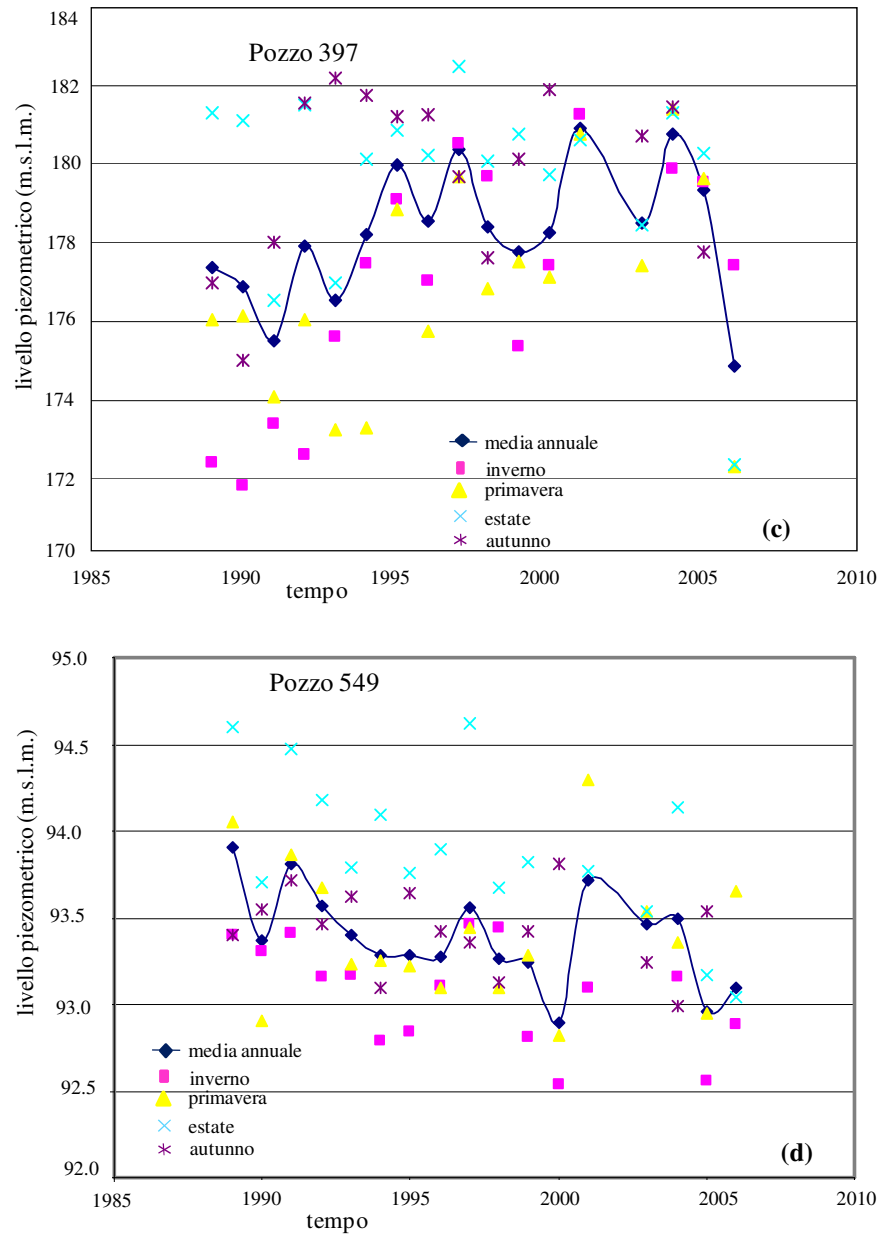 184
Pozzo 397
182
180
178
176
174
172
170
livello piezometrico (m.s.l.m.)
media annuale
inverno
primavera
estate
autunno
(c)
1985
1990
1995
2000
2005
2010
tempo
95.0
Pozzo 549
94.5
94.0
93.5
93.0
92.5
92.0
livello piezometrico (m.s.l.m.)
media annuale
inverno
primavera
estate
autunno
(d)
1985
1990
1995
2000
2005
2010
tempo